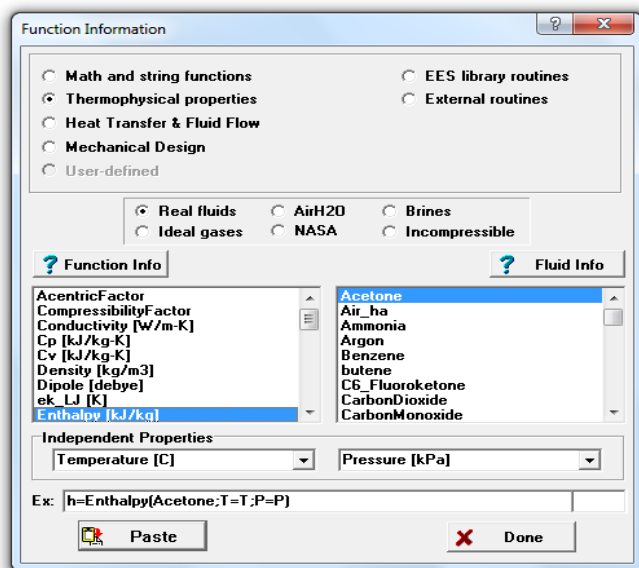 Function Information
Math and string functions
EES library routines
Thermophysical properties
External routines
Heat Transfer & Fluid Flow
Mechanical Design
User-defined
Real fluids
AirH2O
Brines
Ideal gases
NASA
Incompressible
? Function Info
? Fluid Info
AcentricFactor
CompressibilityFactor
Conductivity [W/m-K]
Cp [kJ/kg-K]
Cv [kJ/kg-K]
Density [kg/m3]
Dipole [debye]
ek_LJ [K]
Enthalpy [kJ/kg]
Acetone
Air_ha
Ammonia
Argon
Benzene
butene
C6_Fluoroketone
CarbonDioxide
CarbonMonoxide
Independent Properties
Temperature [C]
Pressure [kPa]
Ex: h=Enthalpy(Acetone;T=T;P=P)
Paste
Done